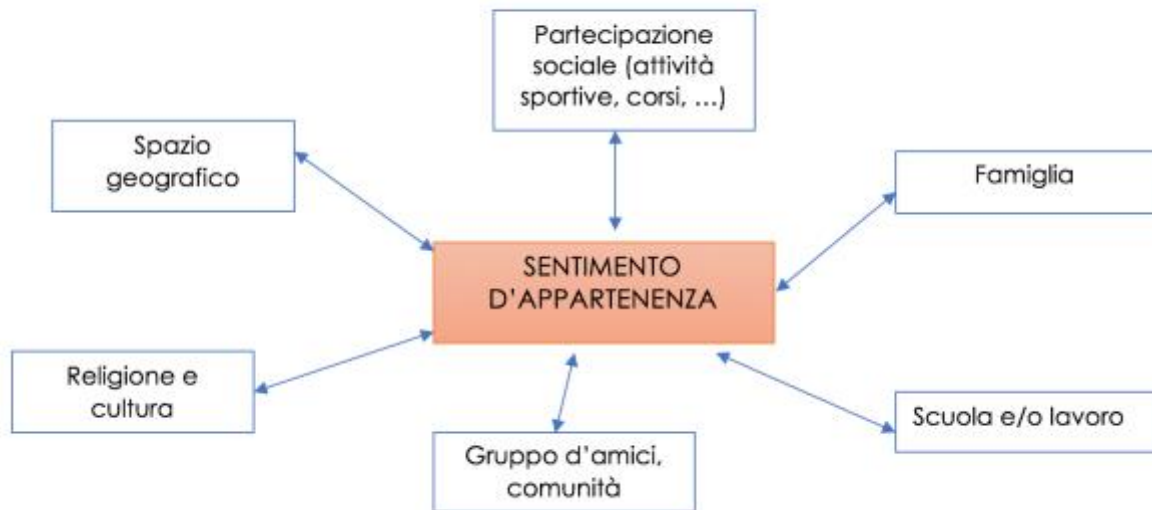 Partecipazione
sociale (attività
sportive, corsi, …)
Spazio
geografico
Famiglia
SENTIMENTO
D’APPARTENENZA
Religione e
cultura
Scuola e/o lavoro
Gruppo d’amici,
comunità